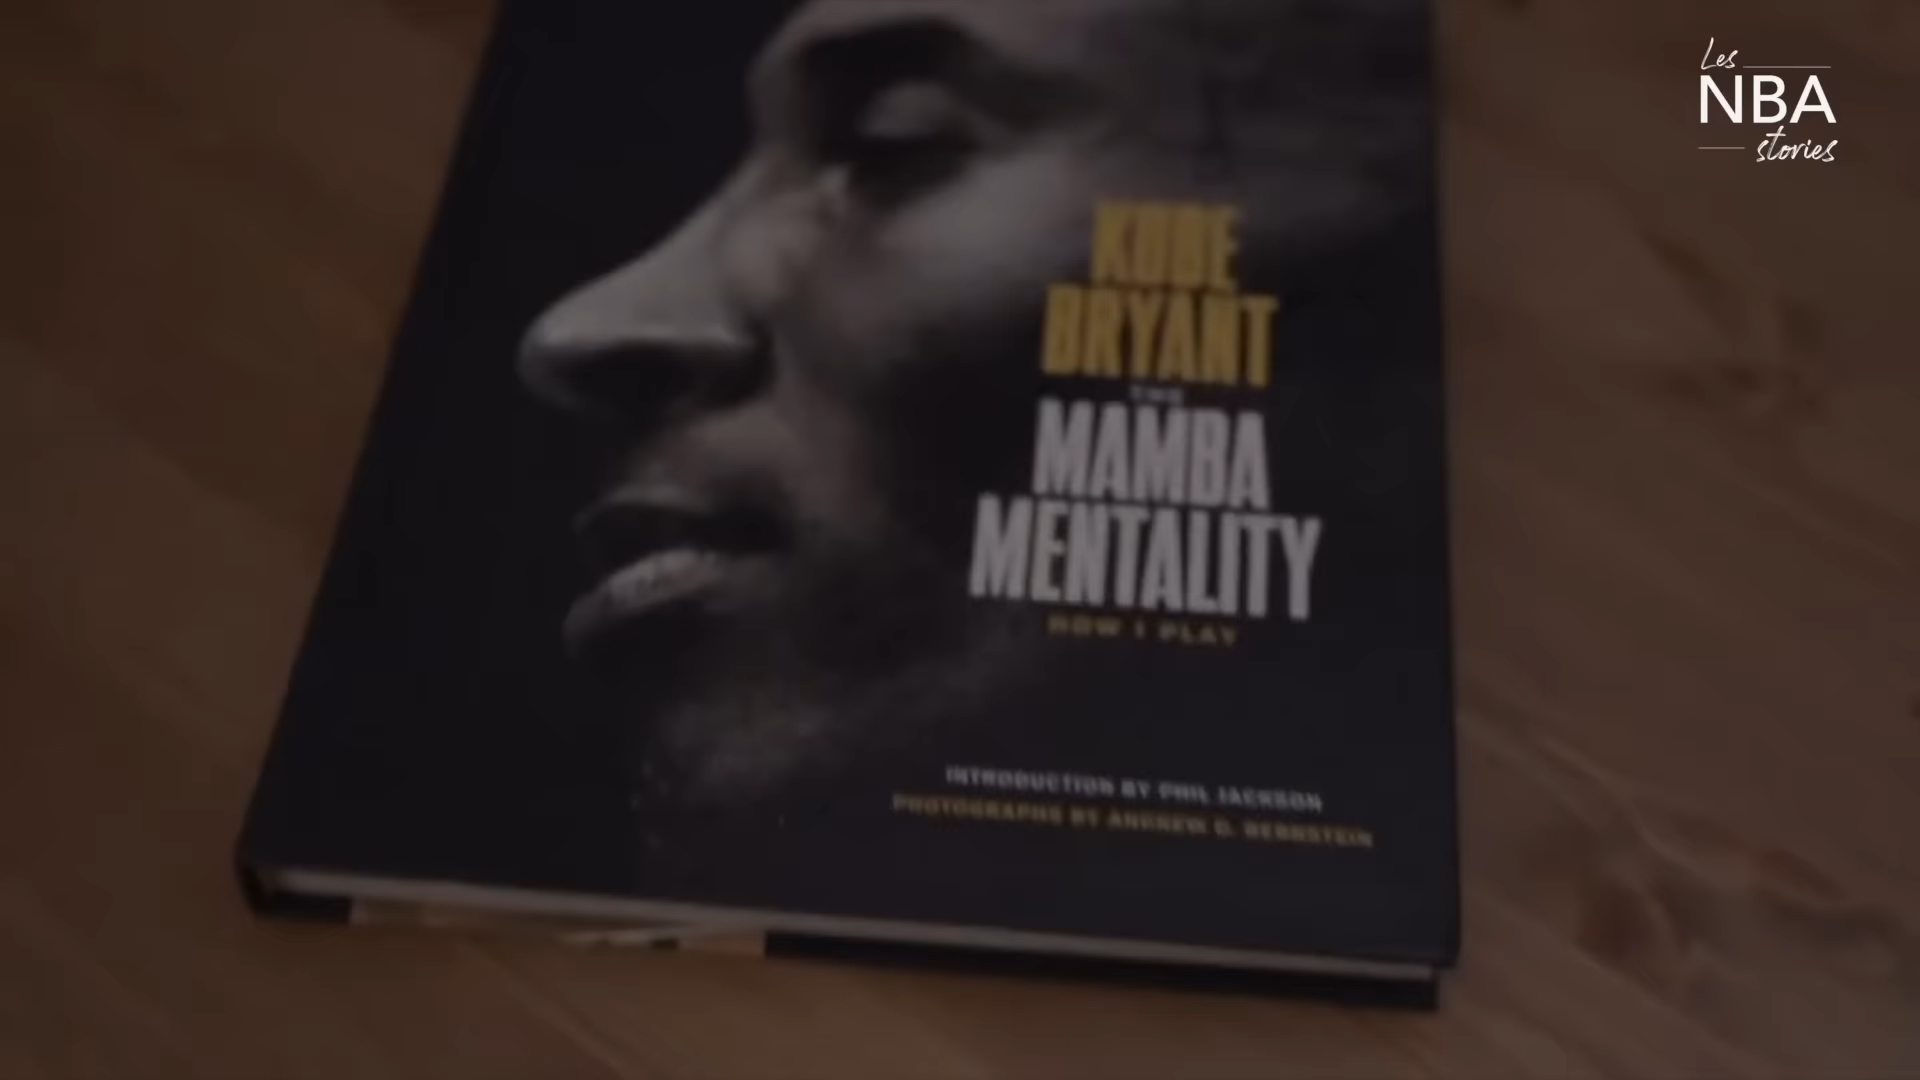 Les
NBA
stories
KOBE
BRYANT
THE
MAMBA
MENTALITY
HOW I PLAY
INTRODUCTION BY PHIL JACKSON
PHOTOGRAPHS BY ANDREW D. BERNSTEIN